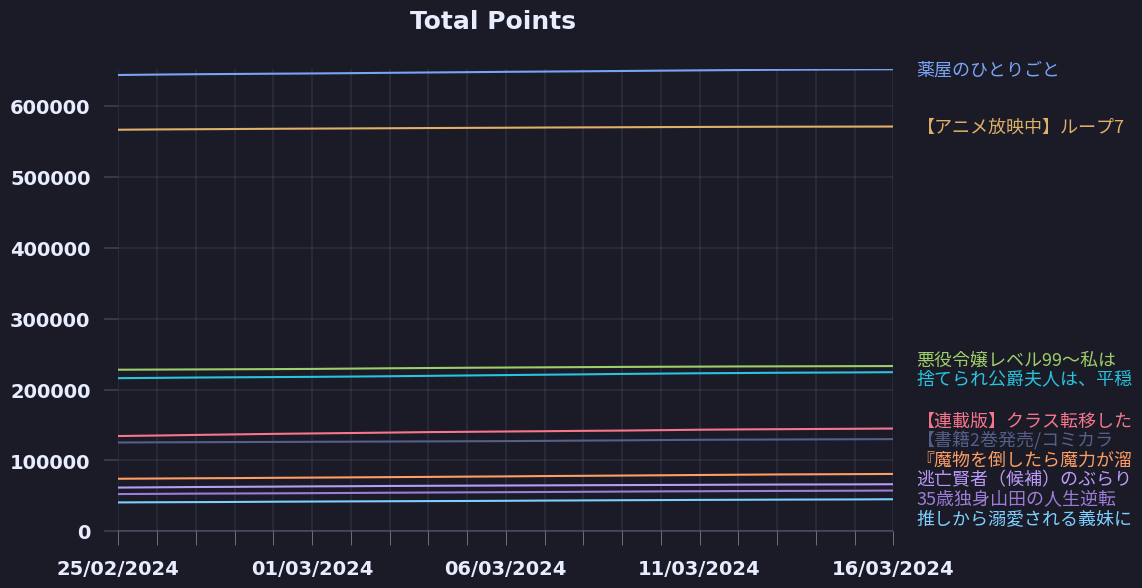 Total Points
600000
500000
400000
300000
200000
100000
0
25/02/2024
01/03/2024
06/03/2024
11/03/2024
16/03/2024
薬屋のひとりごと
【アニメ放映中】ループ7
悪役令嬢レベル99～私は
捨てられ公爵夫人は、平穏
【連載版】クラス転移した
【書籍2巻発売/コミカラ
『魔物を倒したら魔力が溜
逃亡賢者（候補）のぶらり
35歳独身山田の人生逆転
推しから溺愛される義妹に